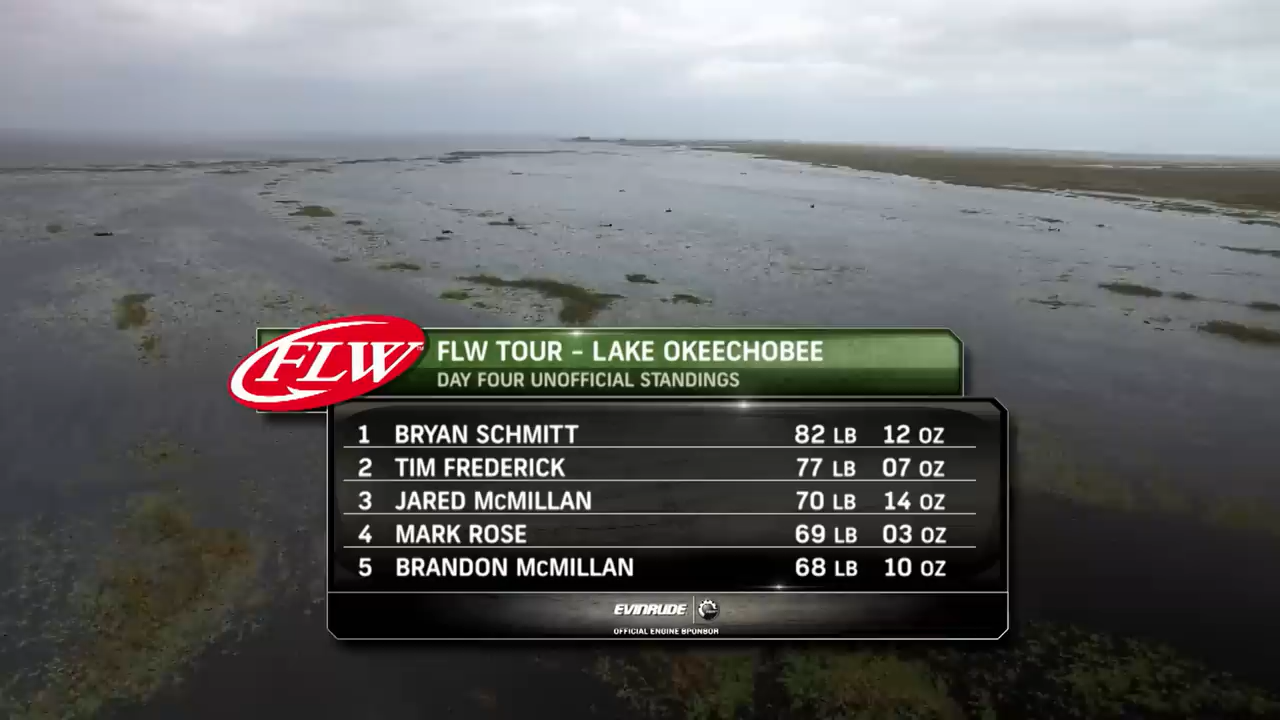 FLW
FLW TOUR - LAKE OKEECHOBEE
DAY FOUR UNOFFICIAL STANDINGS
1 BRYAN SCHMITT 82 LB 12 OZ
2 TIM FREDERICK 77 LB 07 OZ
3 JARED McMILLAN 70 LB 14 OZ
4 MARK ROSE 69 LB 03 OZ
5 BRANDON McMILLAN 68 LB 10 OZ
EVINRUDE
OFFICIAL ENGINE SPONSOR